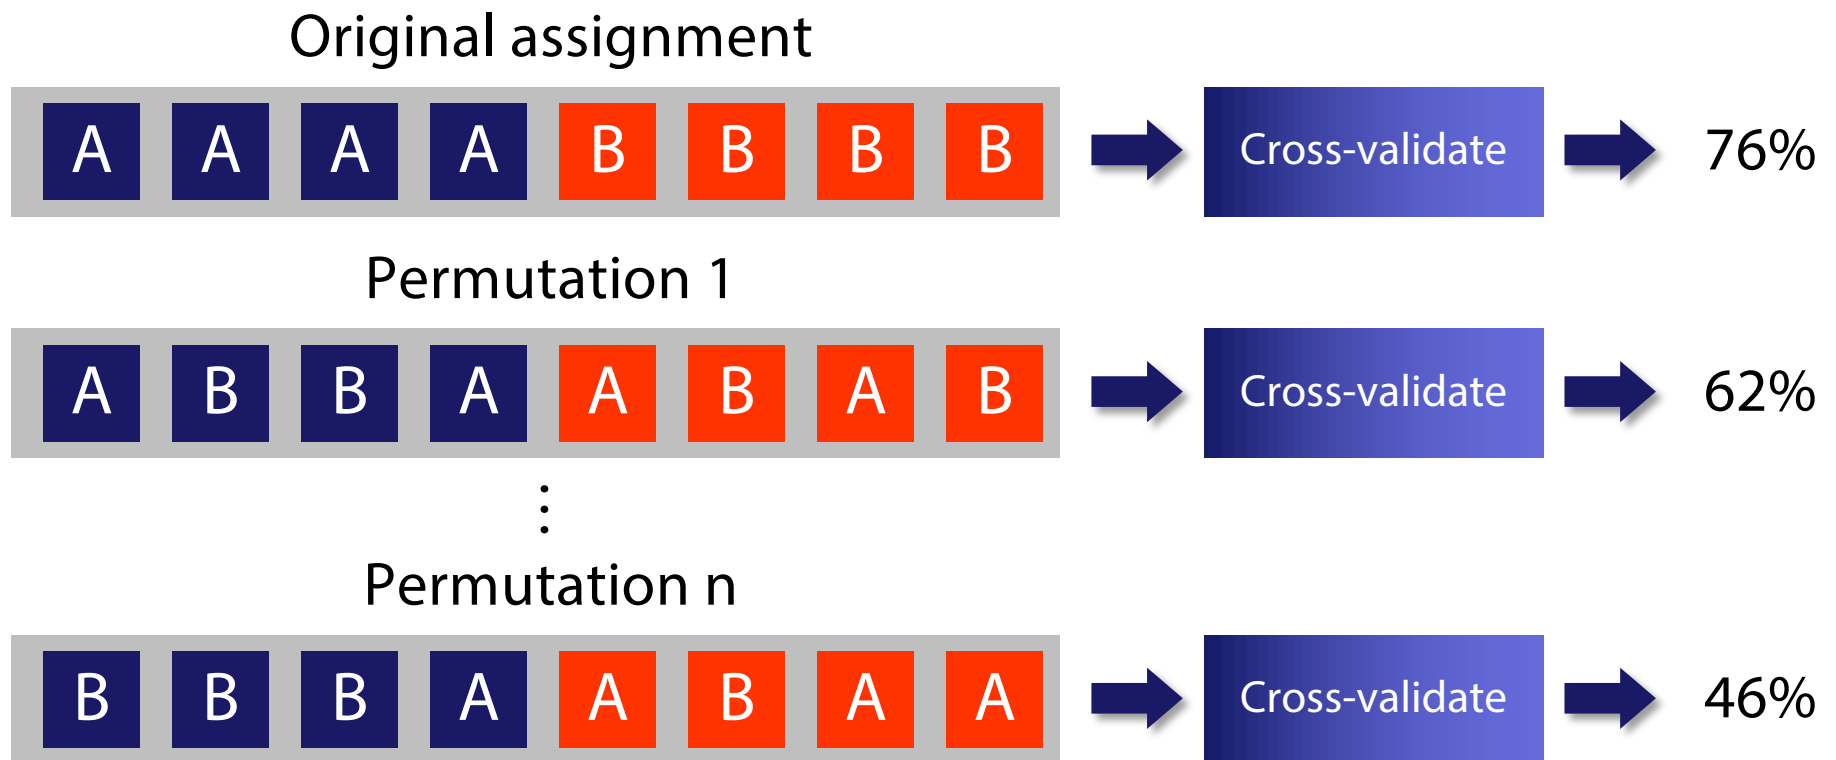 Original assignment
A A A A B B B B Cross-validate 76%
Permutation 1
A B B A A B A B Cross-validate 62%
Permutation n
B B B A A B A A Cross-validate 46%